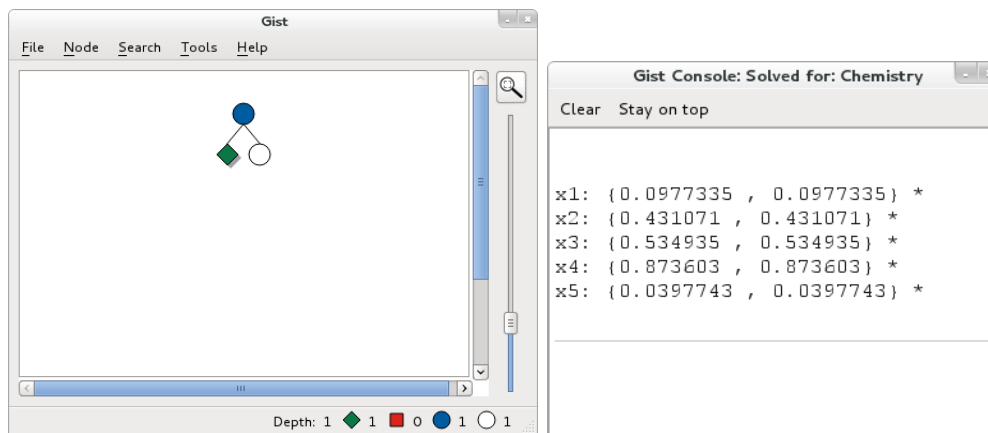 Gist
File Node Search Tools Help
Depth: 1 1 0 1 1
Gist Console: Solved for: Chemistry
Clear Stay on top
x1: {0.0977335 , 0.0977335} *
x2: {0.431071 , 0.431071} *
x3: {0.534935 , 0.534935} *
x4: {0.873603 , 0.873603} *
x5: {0.0397743 , 0.0397743} *